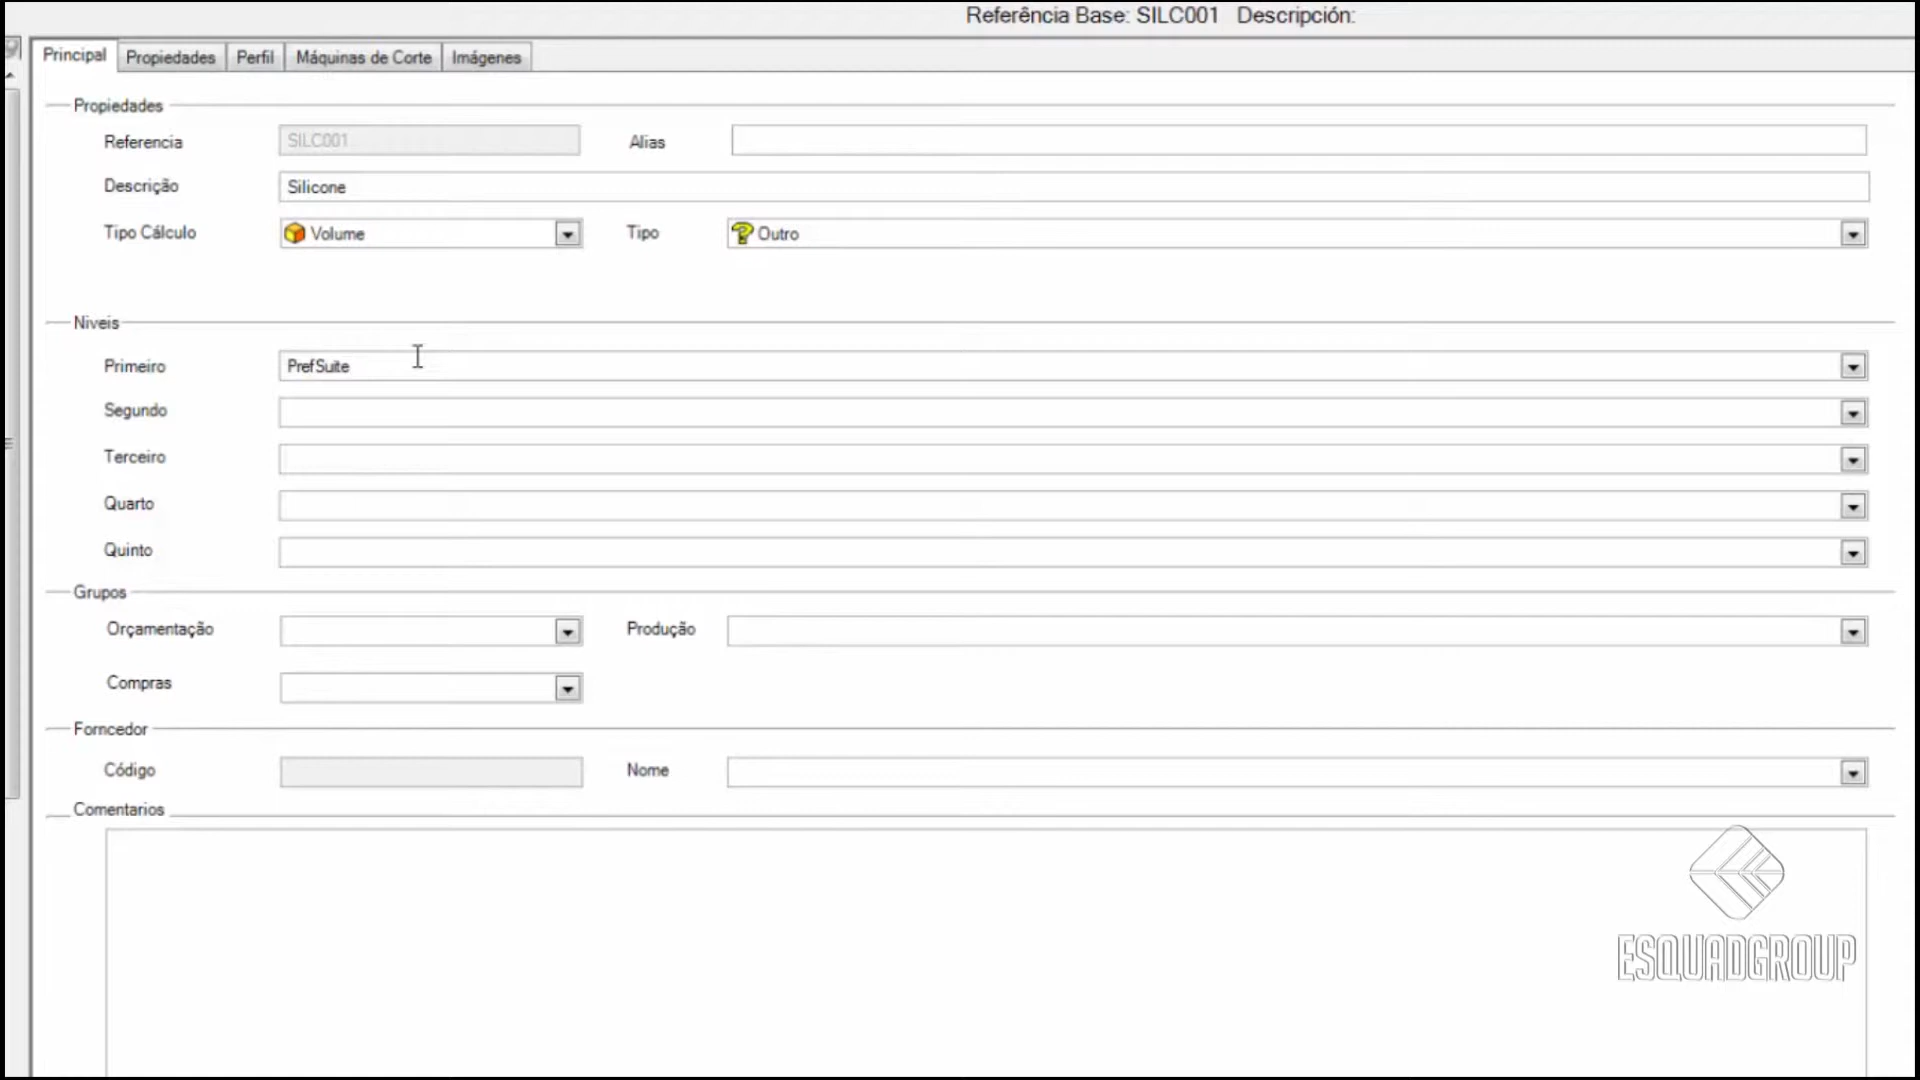 Referência Base: SILC001 Descripción:
Principal Propiedades Perfil Máquinas de Corte Imágenes
Propiedades
Referencia SILC001 Alias
Descrição Silicone
Tipo Cálculo Volume Tipo Outro
Niveis
Primeiro PrefSuite
Segundo
Terceiro
Quarto
Quinto
Grupos
Orçamentação Produção
Compras
Forncedor
Código Nome
Comentarios
ESQUADGROUP